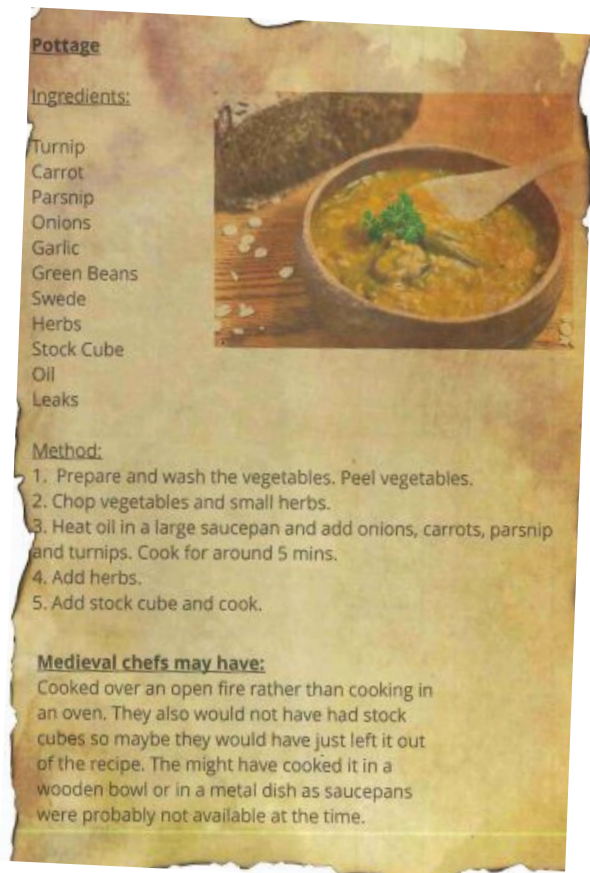 Pottage
Ingredients:
Turnip
Carrot
Parsnip
Onions
Garlic
Green Beans
Swede
Herbs
Stock Cube
Oil
Leaks
Method:
1. Prepare and wash the vegetables. Peel vegetables.
2. Chop vegetables and small herbs.
3. Heat oil in a large saucepan and add onions, carrots, parsnip
and turnips. Cook for around 5 mins.
4. Add herbs.
5. Add stock cube and cook.
Medieval chefs may have:
Cooked over an open fire rather than cooking in
an oven. They also would not have had stock
cubes so maybe they would have just left it out
of the recipe. The might have cooked it in a
wooden bowl or in a metal dish as saucepans
were probably not available at the time.